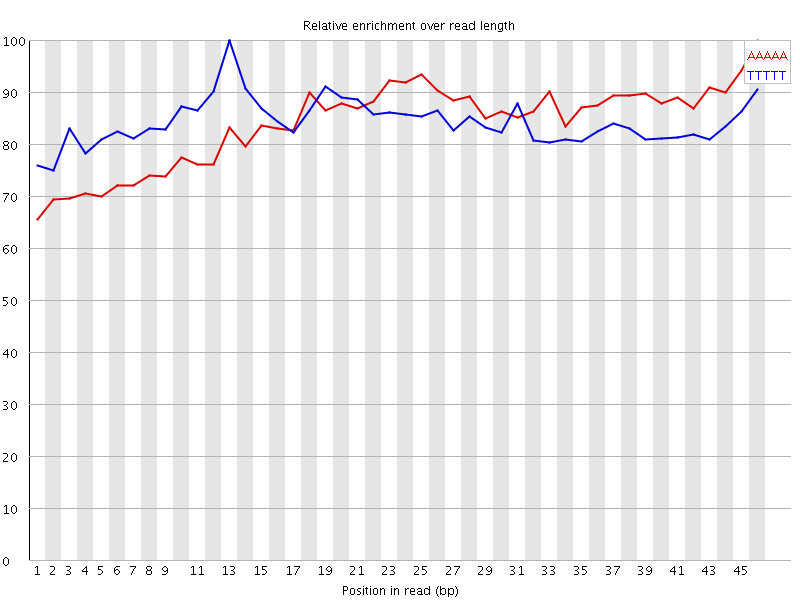 Relative enrichment over read length
100
90
80
70
60
50
40
30
20
10
0
AAAAA
TTTTT
1 2 3 4 5 6 7 8 9 11 13 15 17 19 21 23 25 27 29 31 33 35 37 39 41 43 45
Position in read (bp)